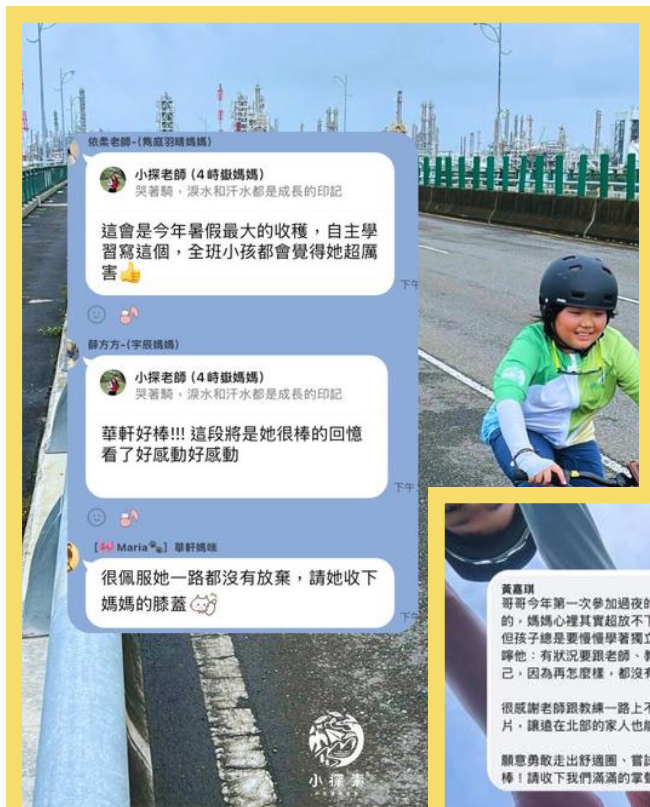 依柔老師-(雋庭羽晴媽媽)
小探老師 (4峙嶽媽媽)
哭著騎，淚水和汗水都是成長的印記
這會是今年暑假最大的收穫，自主學
習寫這個，全班小孩都會覺得她超厲
害👍
下午
薛方方-(宇辰媽媽)
小探老師 (4峙嶽媽媽)
哭著騎，淚水和汗水都是成長的印記
華軒好棒!!! 這段將是她很棒的回憶
看了好感動好感動
下午
[🎀Maria🐾] 華軒媽咪
很佩服她一路都沒有放棄，請她收下
媽媽的膝蓋
下午
小探索
黃嘉琪
哥哥今年第一次參加過夜的
的，媽媽心裡其實超放不下
但孩子總是要慢慢學著獨立
嚀他：有狀況要跟老師、教
己，因為再怎麼樣，都沒有
很感謝老師跟教練一路上不
片，讓遠在北部的家人也能
願意勇敢走出舒適圈、嘗試
棒！請收下我們滿滿的掌聲